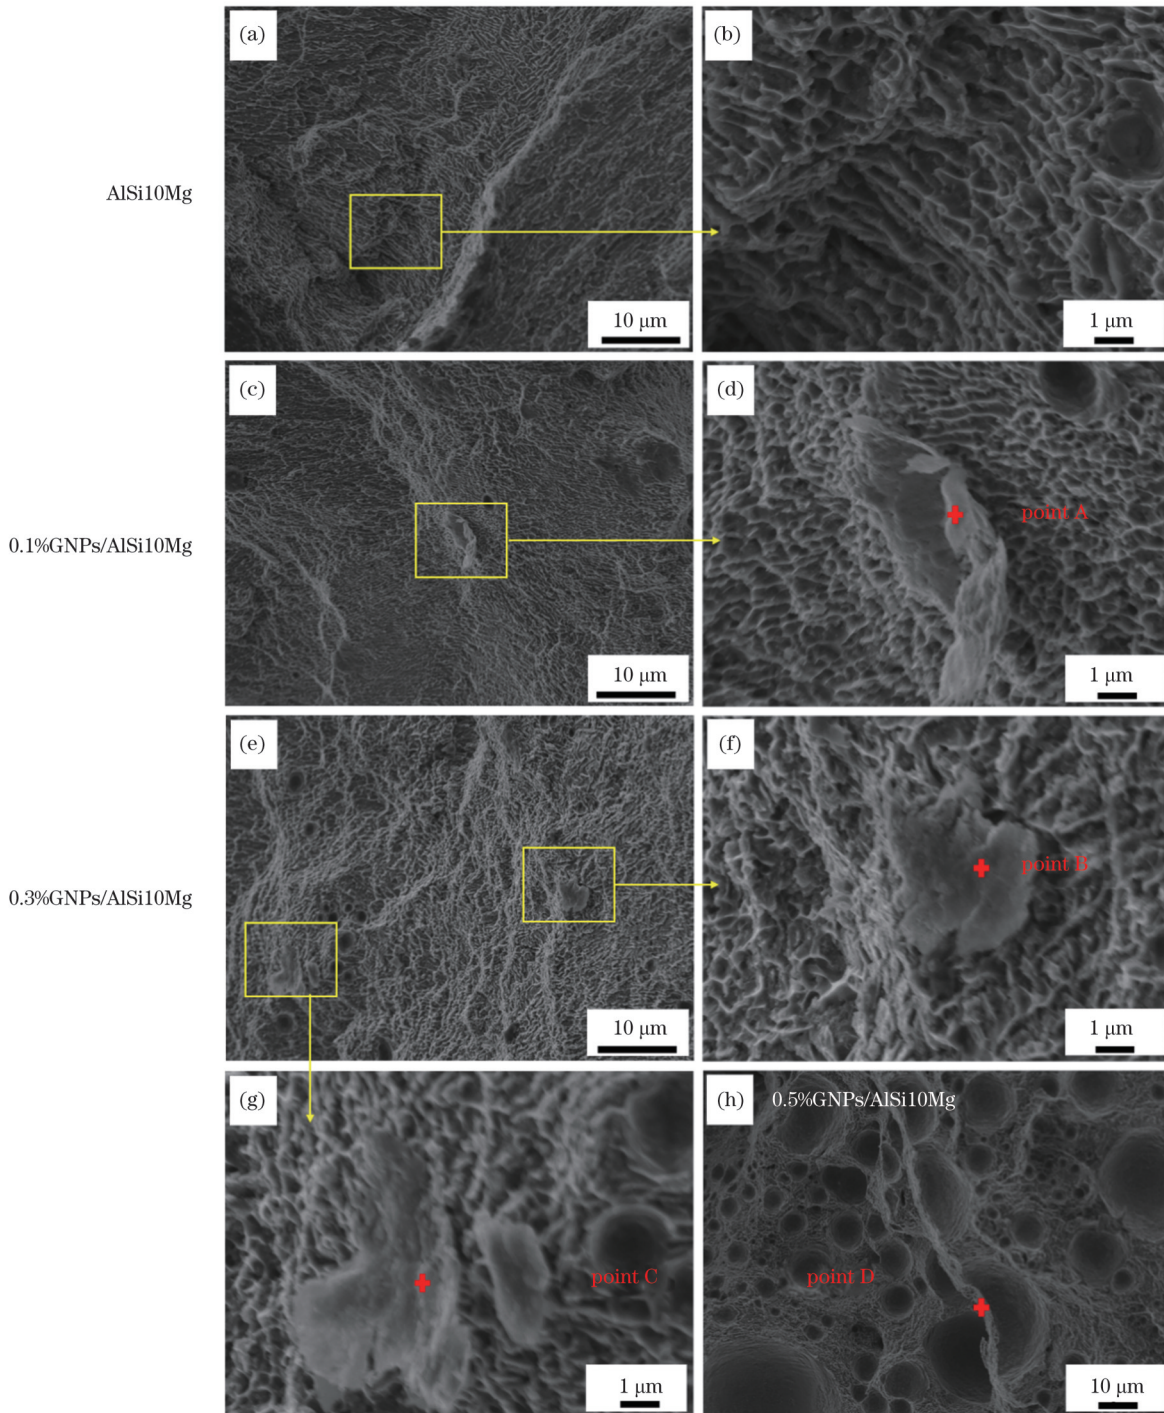 (a)
(b)
AlSi10Mg
10 μm
1 μm
(c)
(d)
point A
0.1%GNPs/AlSi10Mg
10 μm
1 μm
(e)
(f)
point B
0.3%GNPs/AlSi10Mg
10 μm
1 μm
(g)
(h)
0.5%GNPs/AlSi10Mg
point C
point D
1 μm
10 μm